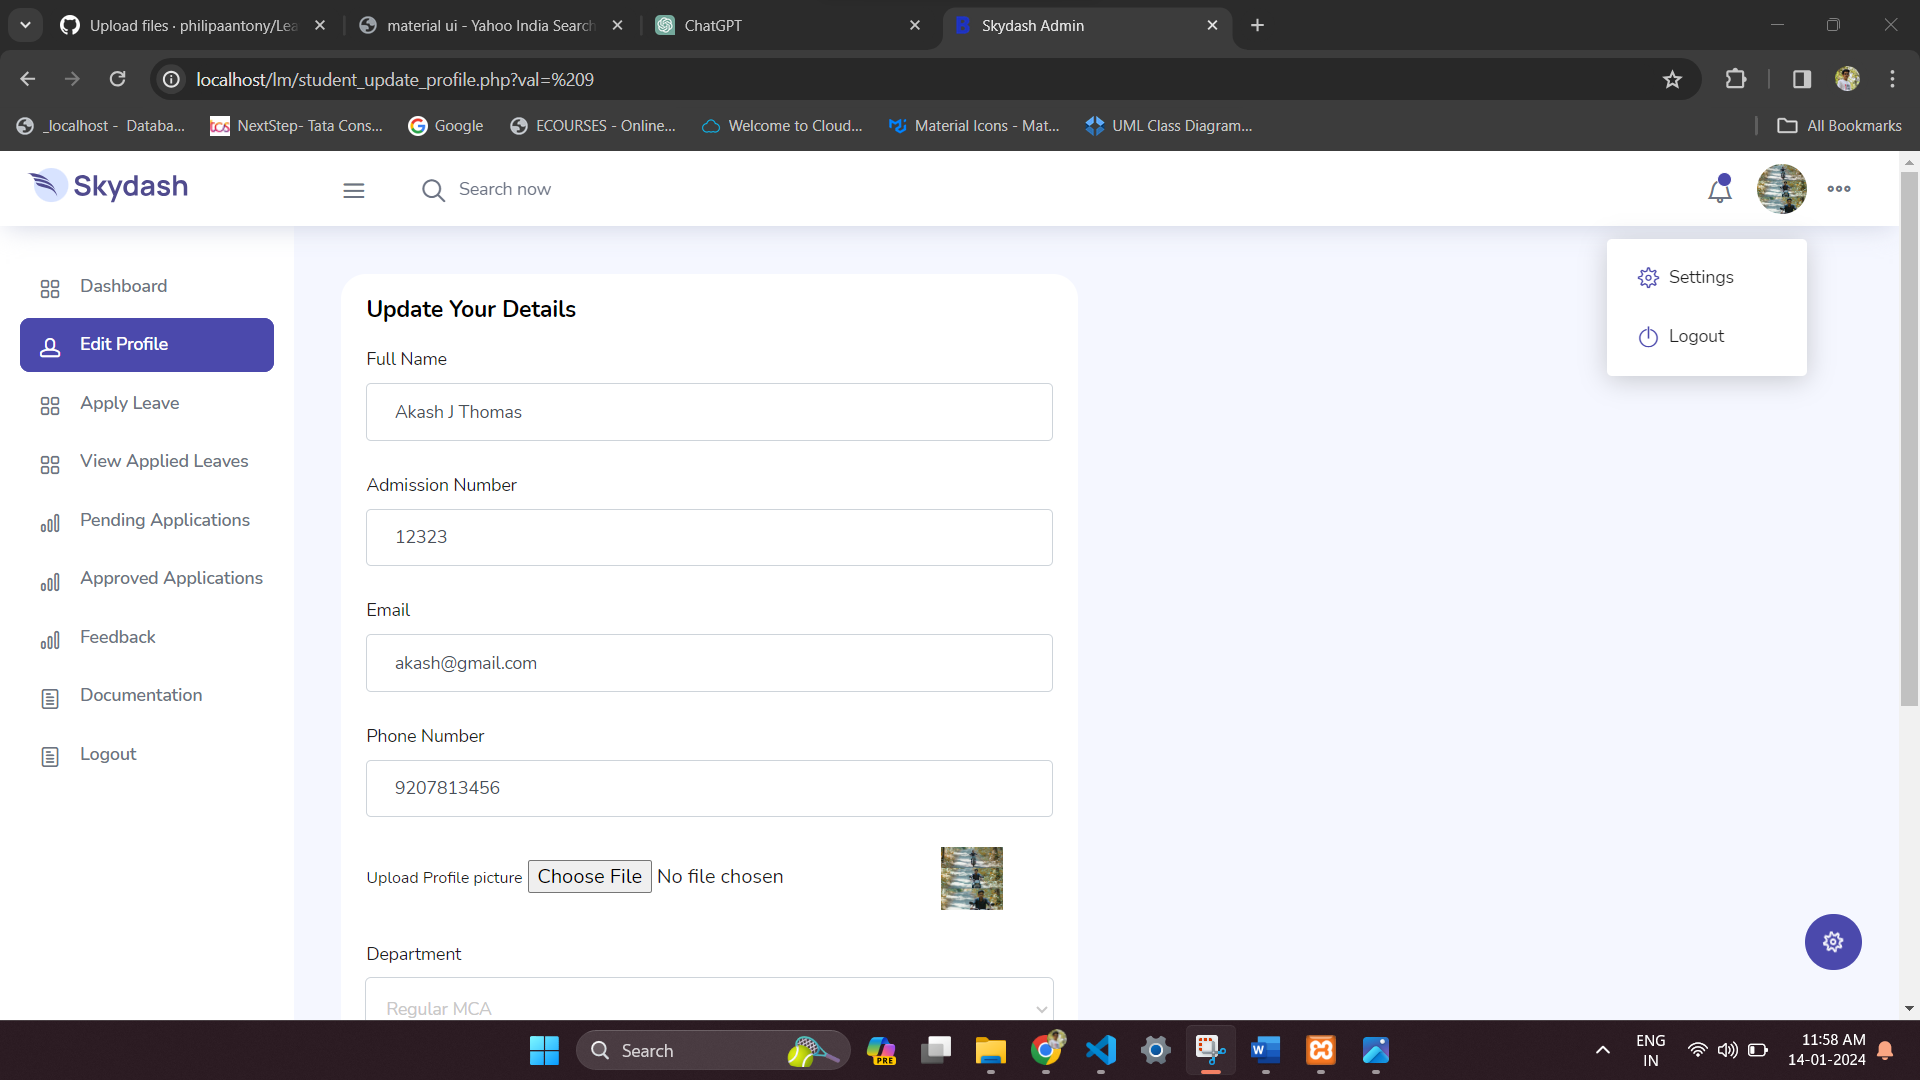 Upload files · philipaantony/Lea
material ui - Yahoo India Search
ChatGPT
Skydash Admin
localhost/lm/student_update_profile.php?val=%209
_localhost - Databa...
tcs
NextStep- Tata Cons...
Google
ECOURSES - Online...
Welcome to Cloud...
Material Icons - Mat...
UML Class Diagram...
All Bookmarks
Skydash
Search now
Settings
Logout
Dashboard
Edit Profile
Apply Leave
View Applied Leaves
Pending Applications
Approved Applications
Feedback
Documentation
Logout
Update Your Details
Full Name
Akash J Thomas
Admission Number
12323
Email
akash@gmail.com
Phone Number
9207813456
Upload Profile picture Choose File No file chosen
Department
Regular MCA
Search
PRE
W
ENG
IN
11:58 AM
14-01-2024